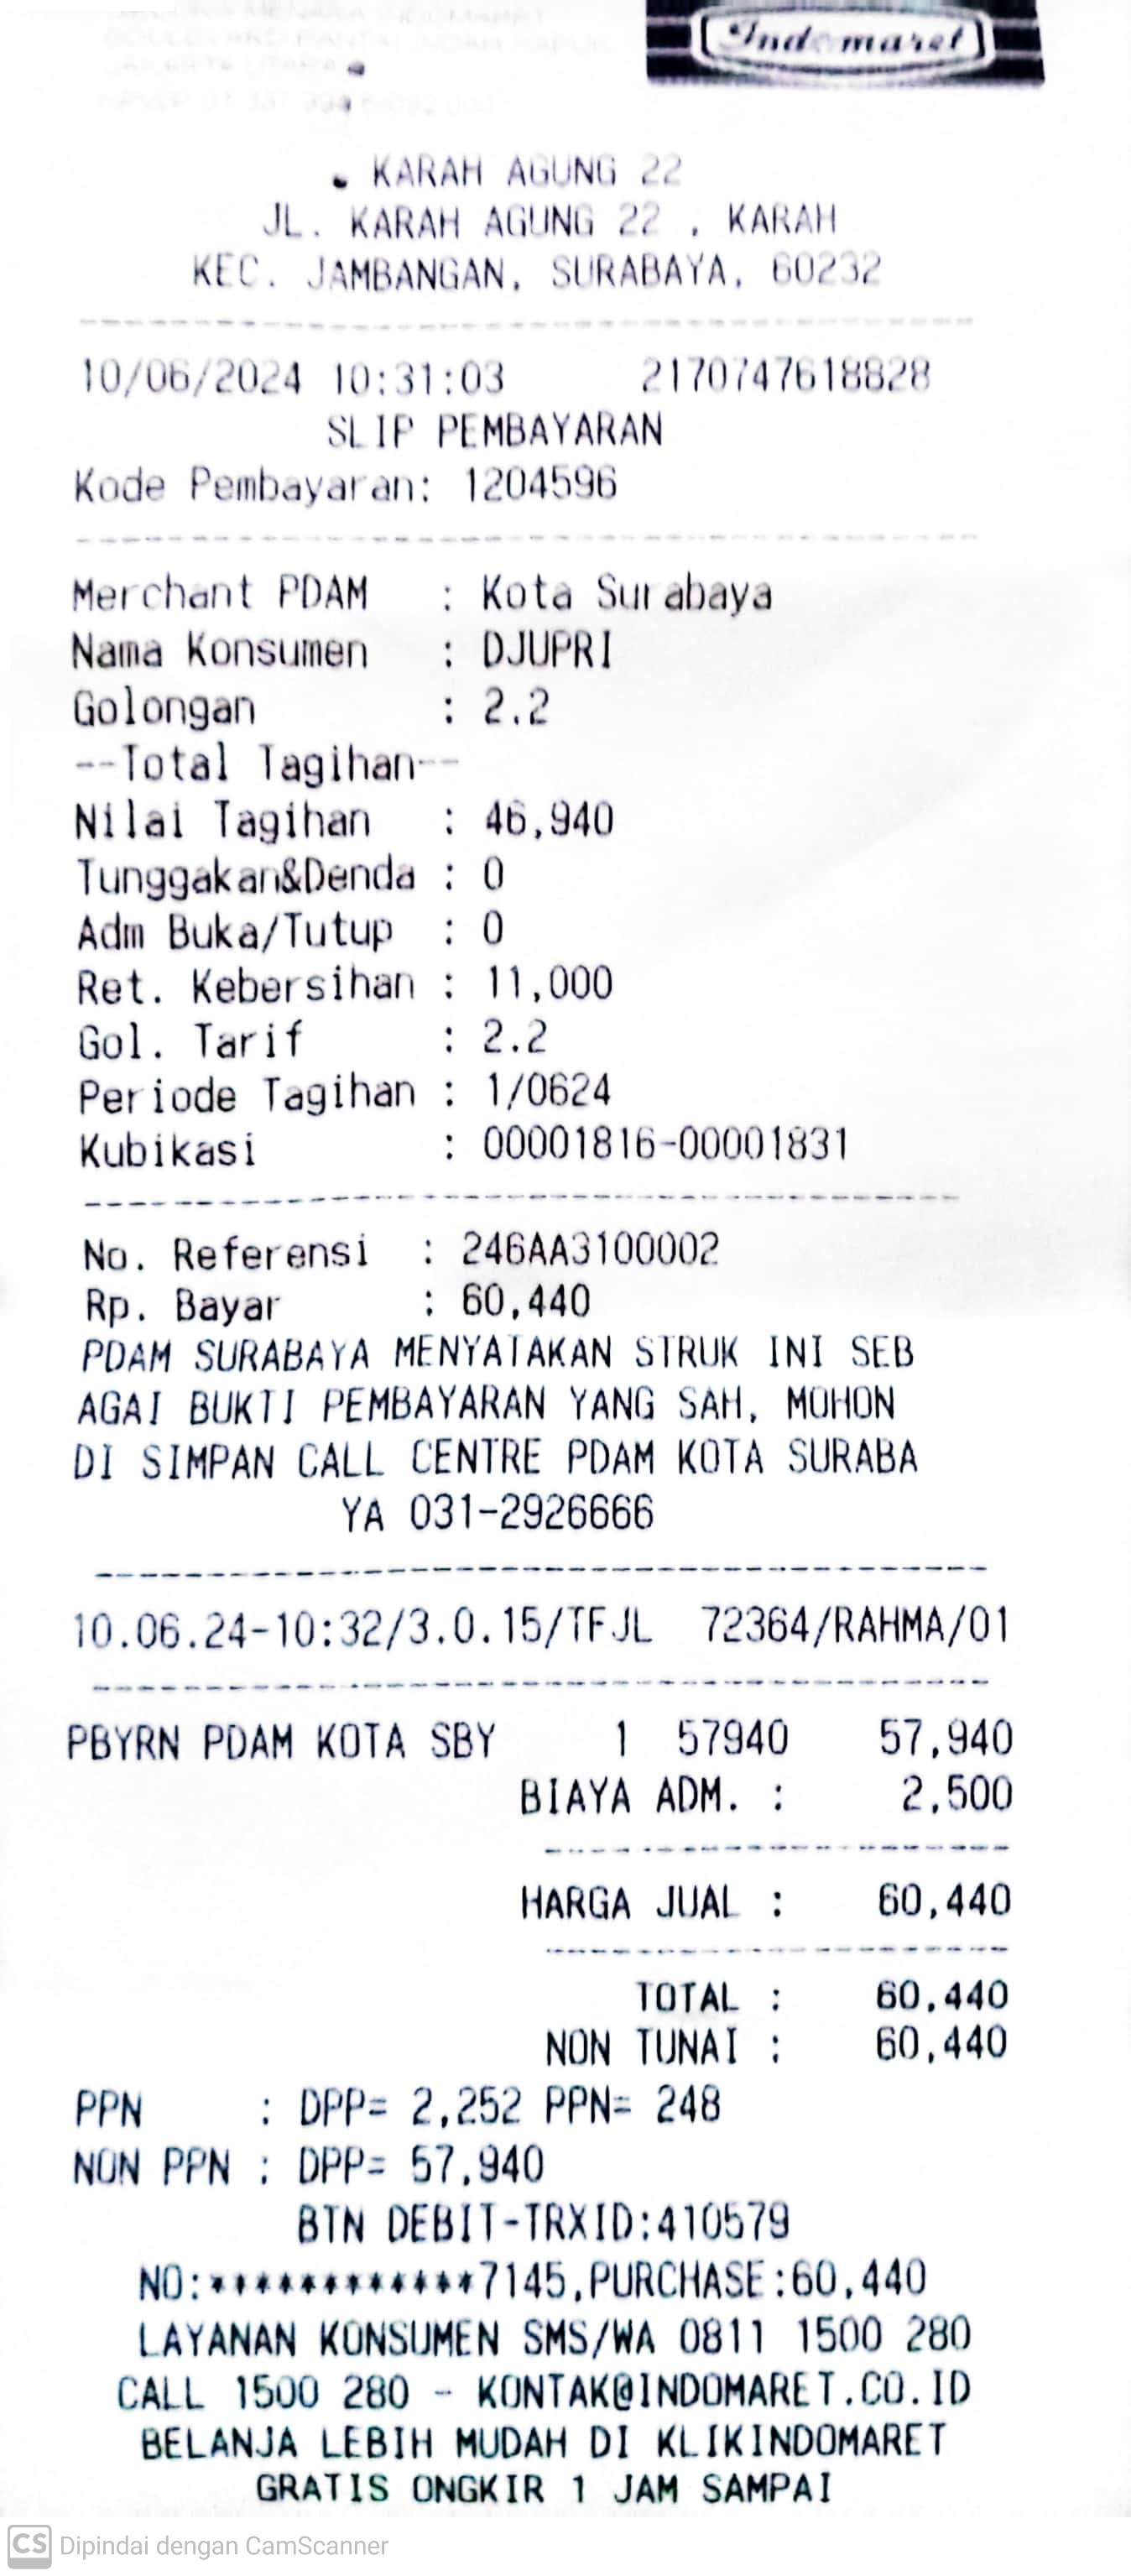 Indomaret
KARAH AGUNG 22
JL. KARAH AGUNG 22 , KARAH
KEC. JAMBANGAN, SURABAYA, 60232
10/06/2024 10:31:03 2170747618828
SLIP PEMBAYARAN
Kode Pembayaran: 1204596
Merchant PDAM : Kota Surabaya
Nama Konsumen : DJUPRI
Golongan : 2.2
--Total Tagihan--
Nilai Tagihan : 46,940
Tunggakan&Denda : 0
Adm Buka/Tutup : 0
Ret. Kebersihan : 11,000
Gol. Tarif : 2.2
Periode Tagihan : 1/0624
Kubikasi : 00001816-00001831
No. Referensi : 246AA3100002
Rp. Bayar : 60,440
PDAM SURABAYA MENYATAKAN STRUK INI SEB
AGAI BUKTI PEMBAYARAN YANG SAH, MOHON
DI SIMPAN CALL CENTRE PDAM KOTA SURABA
YA 031-2926666
10.06.24-10:32/3.0.15/TFJL 72364/RAHMA/01
PBYRN PDAM KOTA SBY 1 57940 57,940
BIAYA ADM. : 2,500
HARGA JUAL : 60,440
TOTAL : 60,440
NON TUNAI : 60,440
PPN : DPP= 2,252 PPN= 248
NON PPN : DPP= 57,940
BTN DEBIT-TRXID:410579
NO:************7145,PURCHASE:60,440
LAYANAN KONSUMEN SMS/WA 0811 1500 280
CALL 1500 280 - KONTAK@INDOMARET.CO.ID
BELANJA LEBIH MUDAH DI KLIKINDOMARET
GRATIS ONGKIR 1 JAM SAMPAI
CS Dipindai dengan CamScanner